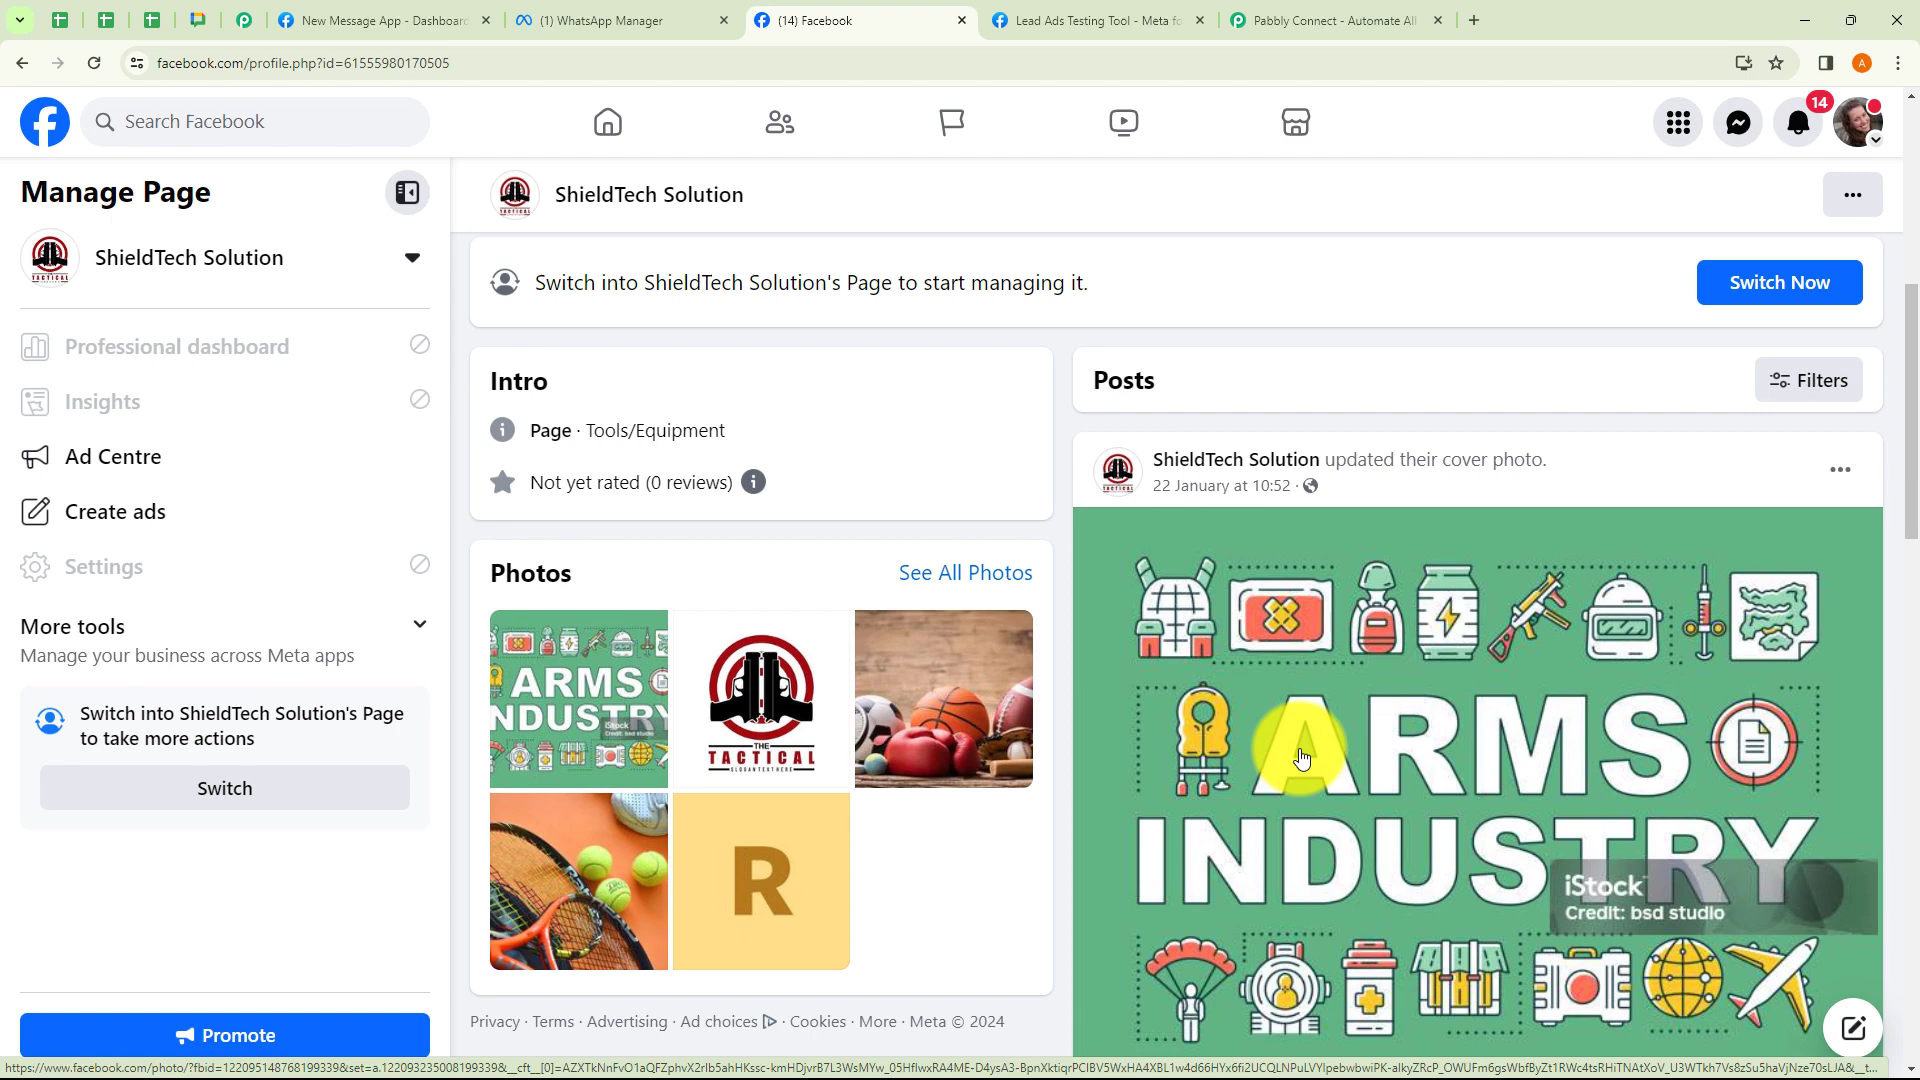 New Message App - Dashboard
(1) WhatsApp Manager
(14) Facebook
Lead Ads Testing Tool - Meta fo
Pabbly Connect - Automate All
facebook.com/profile.php?id=61555980170505
A
Search Facebook
14
Manage Page
ShieldTech Solution
Professional dashboard
Insights
Ad Centre
Create ads
Settings
More tools
Manage your business across Meta apps
Switch into ShieldTech Solution's Page
to take more actions
Switch
Promote
ShieldTech Solution
Switch into ShieldTech Solution's Page to start managing it.
Switch Now
Intro
Page · Tools/Equipment
Not yet rated (0 reviews)
Photos
See All Photos
ARMS
NDUSTR
iStock
THE
TACTICAL
SLOGANTEXTHERE
R
Privacy · Terms · Advertising · Ad choices · Cookies · More · Meta © 2024
Posts
Filters
ShieldTech Solution updated their cover photo.
22 January at 10:52 ·
ARMS
INDUSTRY
iStock
Credit: bsd studio